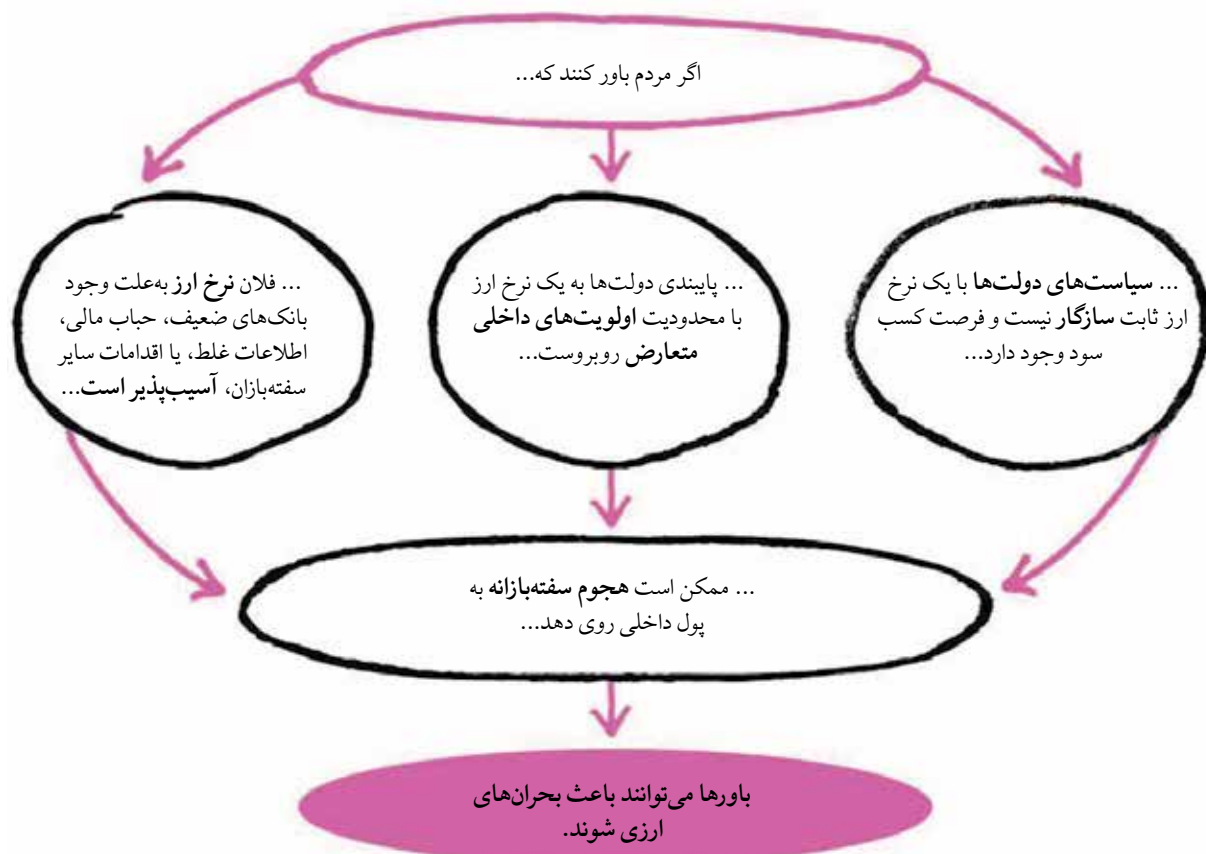 اگر مردم باور کنند که...
... سیاست‌های دولت‌ها با یک نرخ
ارز ثابت سازگار نیست و فرصت کسب
سود وجود دارد...
... پایبندی دولت‌ها به یک نرخ ارز
با محدودیت اولویت‌های داخلی
متعارض روبروست...
... فلان نرخ ارز به‌علت وجود
بانک‌های ضعیف، حباب مالی،
اطلاعات غلط، یا اقدامات سایر
سفته‌بازان، آسیب‌پذیر است...
... ممکن است هجوم سفته‌بازانه به
پول داخلی روی دهد...
باورها می‌توانند باعث بحران‌های
ارزی شوند.